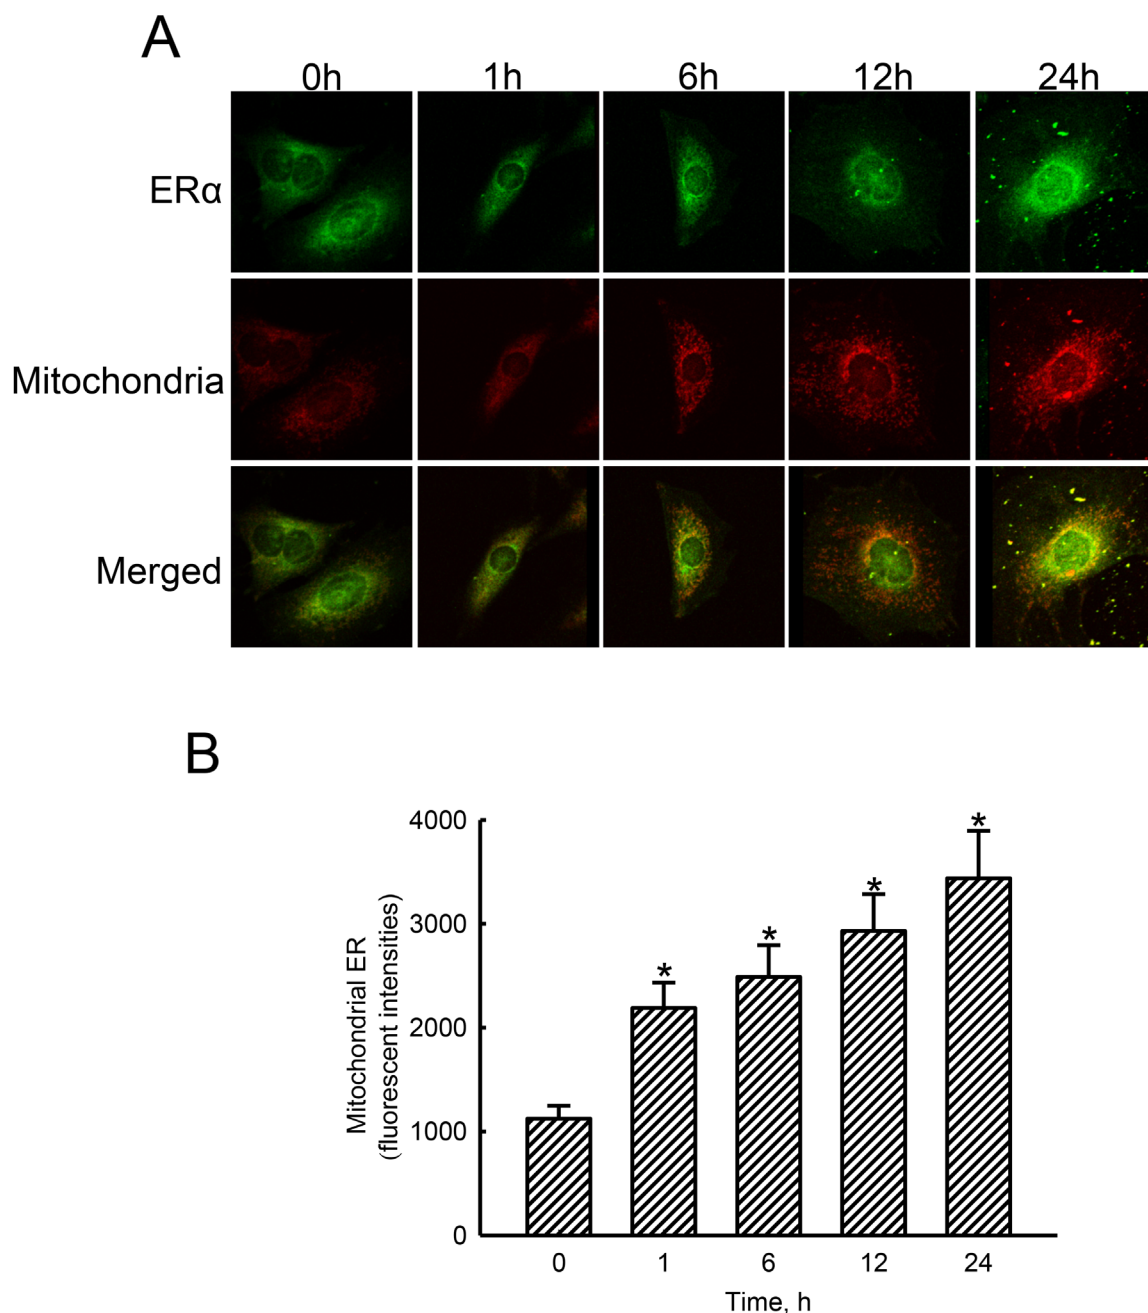 A
0h 1h 6h 12h 24h
ERα
Mitochondria
Merged
B
Mitochondrial ER
(fluorescent intensities)
4000
3000
2000
1000
0
* * * *
0 1 6 12 24
Time, h